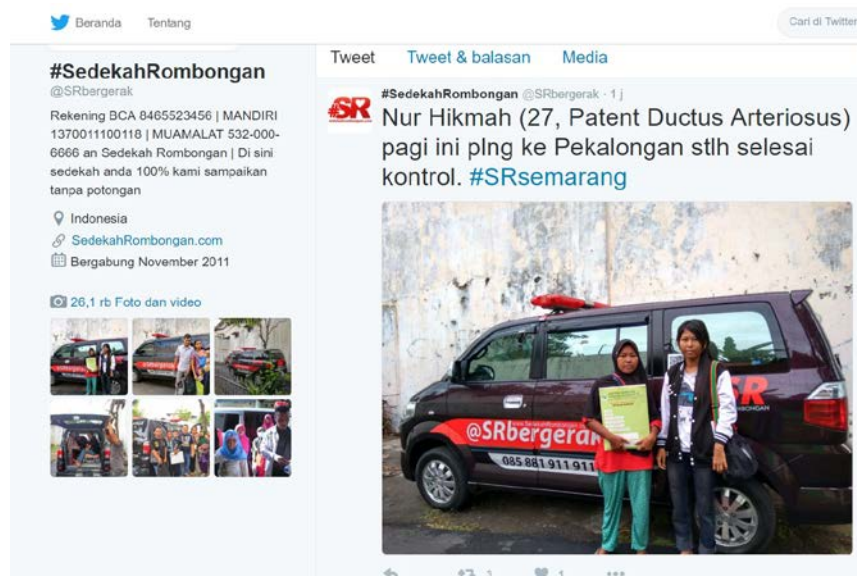 Beranda Tentang
Cari di Twitter
#SedekahRombongan
@SRbergerak
Rekening BCA 8465523456 | MANDIRI
1370011100118 | MUAMALAT 532-000-
6666 an Sedekah Rombongan | Di sini
sedekah anda 100% kami sampaikan
tanpa potongan
Indonesia
SedekahRombongan.com
Bergabung November 2011
26,1 rb Foto dan video
Tweet Tweet & balasan Media
#SedekahRombongan @SRbergerak · 1 j
#SR
Nur Hikmah (27, Patent Ductus Arteriosus)
pagi ini plng ke Pekalongan stlh selesai
kontrol. #SRsemarang
@SRbergerak
085 881 911 911
SR
ROMBONGAN